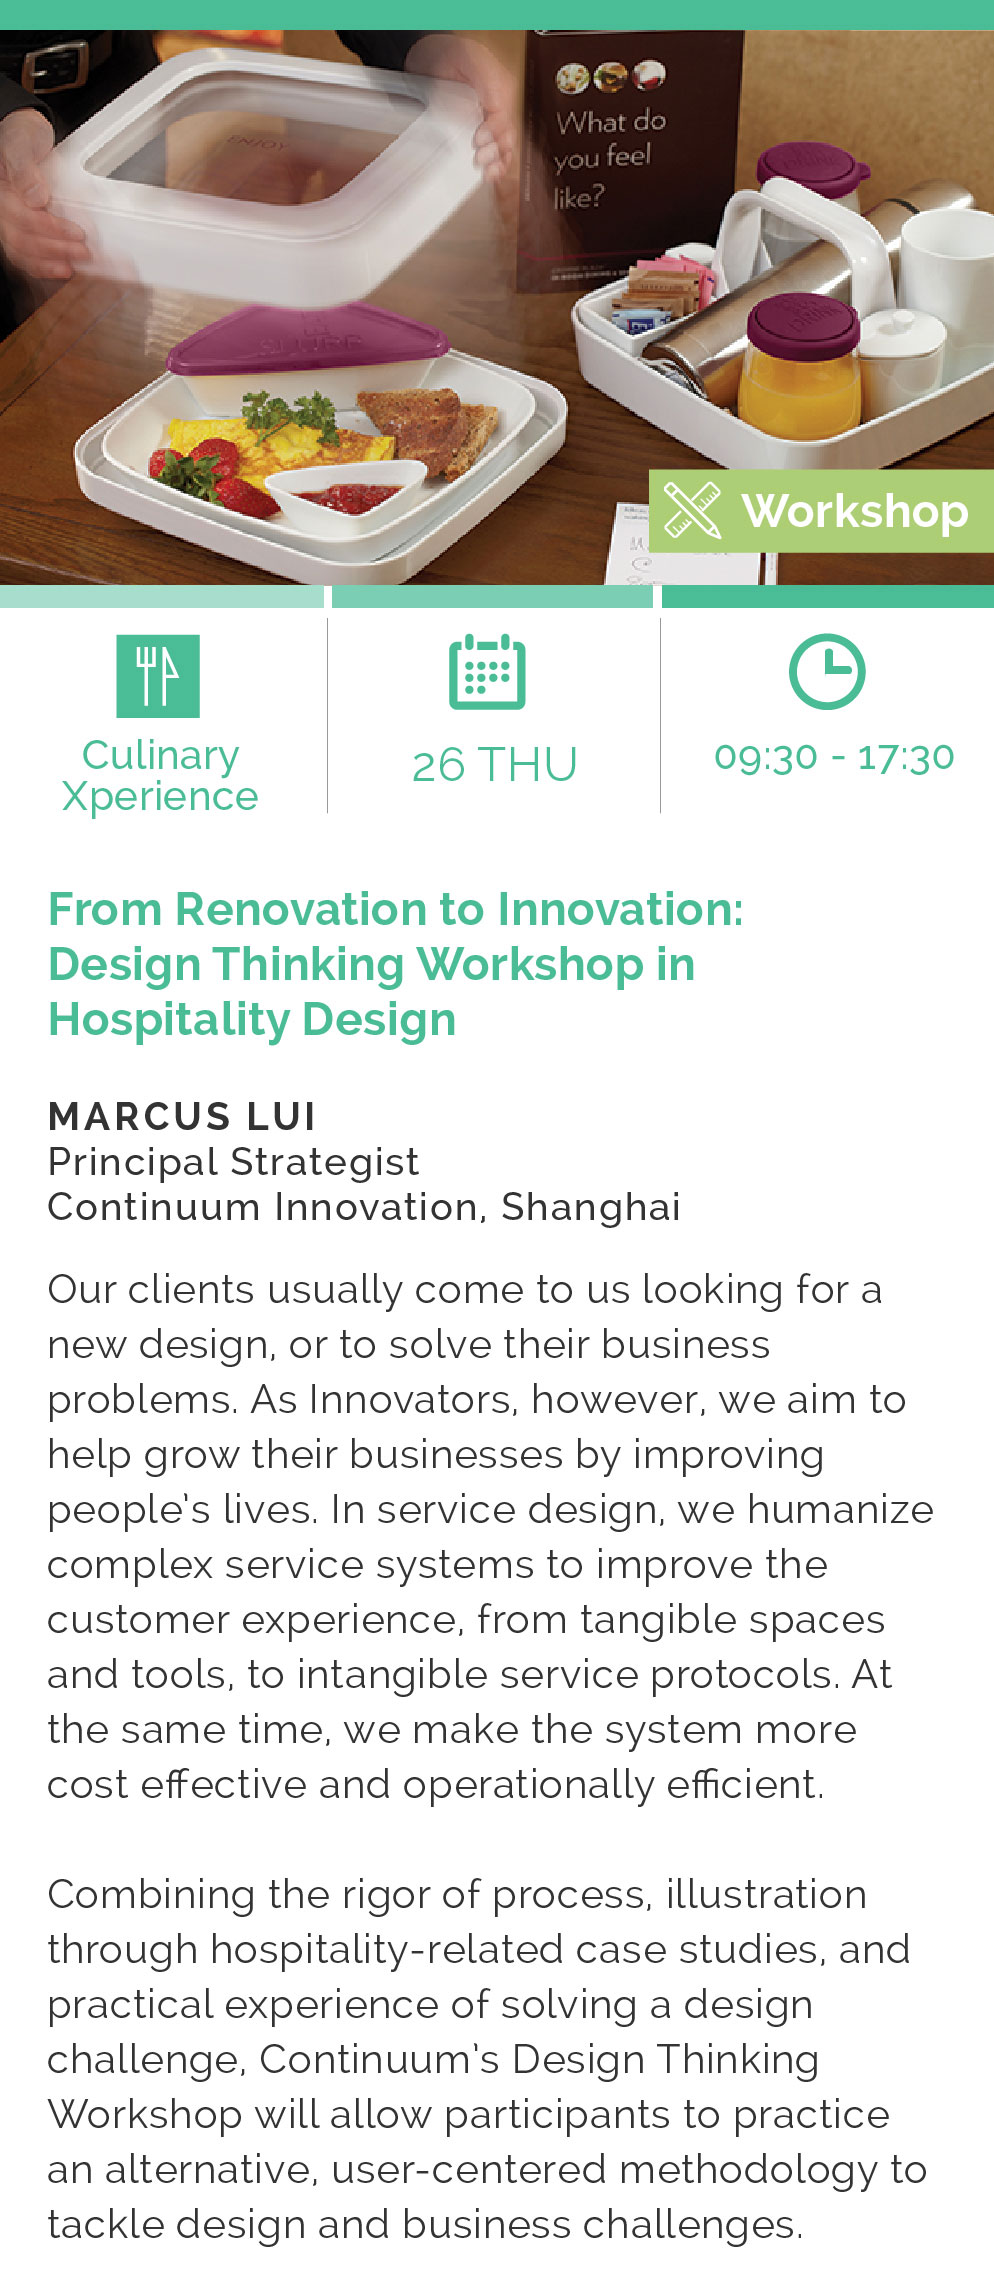 ENJOY
What do
you feel
like?
SLURP
Workshop
Culinary
Xperience
26 THU
09:30 - 17:30
From Renovation to Innovation:
Design Thinking Workshop in
Hospitality Design
MARCUS LUI
Principal Strategist
Continuum Innovation, Shanghai
Our clients usually come to us looking for a
new design, or to solve their business
problems. As Innovators, however, we aim to
help grow their businesses by improving
people's lives. In service design, we humanize
complex service systems to improve the
customer experience, from tangible spaces
and tools, to intangible service protocols. At
the same time, we make the system more
cost effective and operationally efficient.
Combining the rigor of process, illustration
through hospitality-related case studies, and
practical experience of solving a design
challenge, Continuum's Design Thinking
Workshop will allow participants to practice
an alternative, user-centered methodology to
tackle design and business challenges.